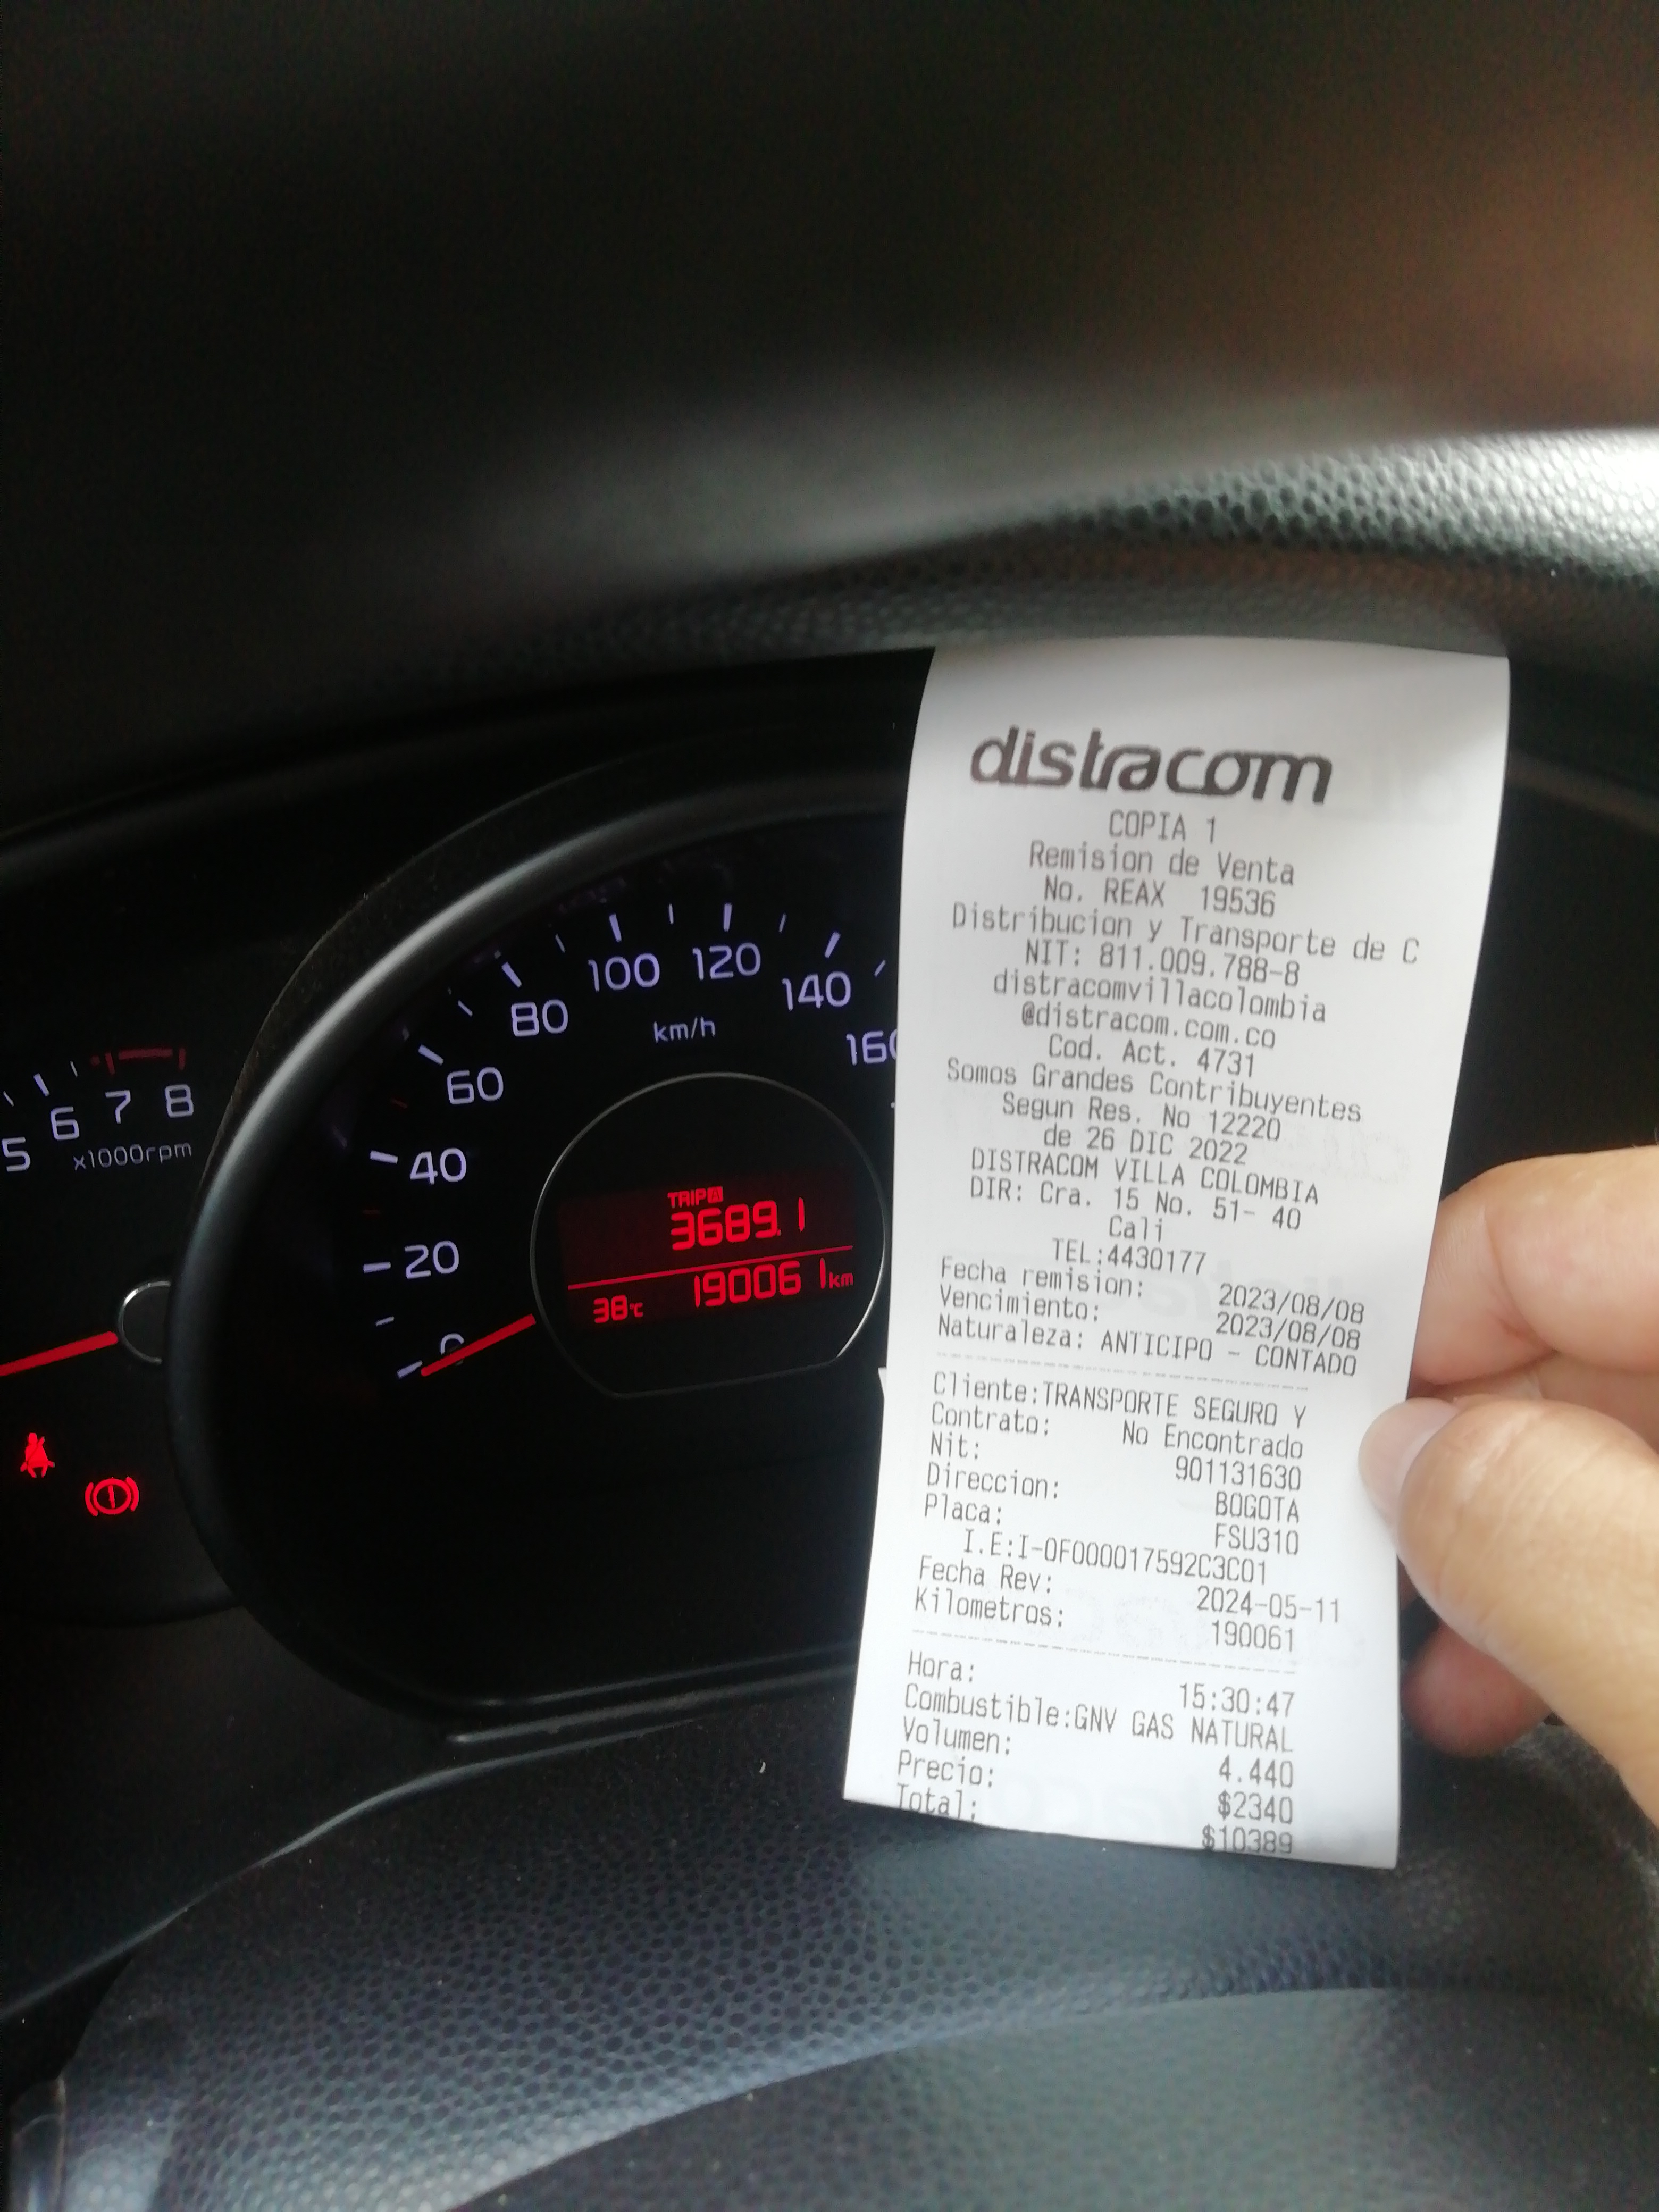 5
6
7
8
x1000rpm
0
20
40
60
80
100
120
140
km/h
TRIP A
3689.1
38℃
190061 km
distracom
COPIA 1
Remision de Venta
No. REAX 19536
Distribucion y Transporte de C
NIT: 811.009.788-8
distracomvillacolombia
@distracom.com.co
Cod. Act. 4731
Somos Grandes Contribuyentes
Segun Res. No 12220
de 26 DIC 2022
DISTRACOM VILLA COLOMBIA
DIR: Cra. 15 No. 51- 40
Cali
TEL:4430177
Fecha remision: 2023/08/08
Vencimiento: 2023/08/08
Naturaleza: ANTICIPO - CONTADO
Cliente:TRANSPORTE SEGURO Y
Contrato: No Encontrado
Nit: 901131630
Direccion: BOGOTA
Placa: FSU310
I.E:I-0F000017592C3C01
Fecha Rev: 2024-05-11
Kilometros: 190061
Hora: 15:30:47
Combustible:GNV GAS NATURAL
Volumen: 4.440
Precio: $2340
Total: $10389